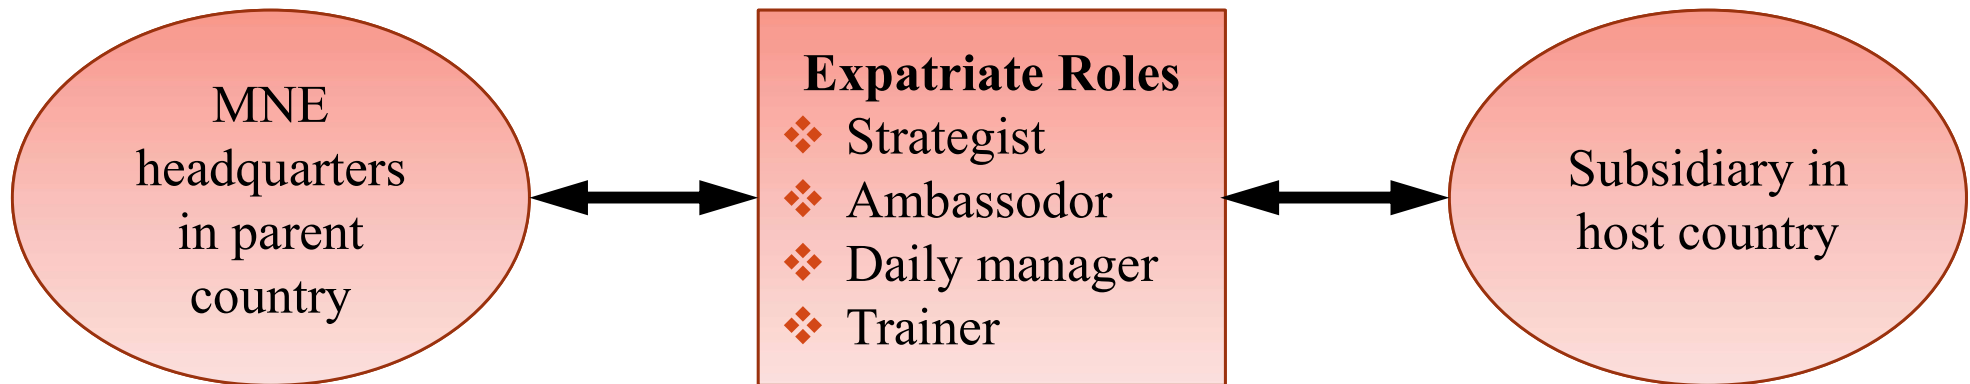 MNE
headquarters
in parent
country
Expatriate Roles
Strategist
Ambassodor
Daily manager
Trainer
Subsidiary in
host country